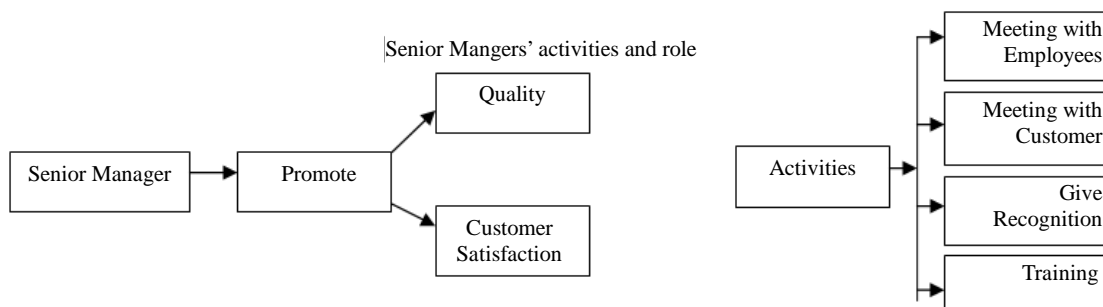 Senior Mangers’ activities and role
Quality
Senior Manager
Promote
Customer
Satisfaction
Activities
Meeting with
Employees
Meeting with
Customer
Give
Recognition
Training